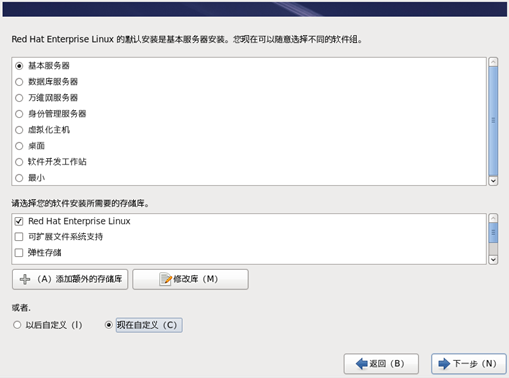 Red Hat Enterprise Linux 的默认安装是基本服务器安装。您现在可以随意选择不同的软件组。
基本服务器
数据库服务器
万维网服务器
身份管理服务器
虚拟化主机
桌面
软件开发工作站
最小
请选择您的软件安装所需要的存储库。
Red Hat Enterprise Linux
可扩展文件系统支持
弹性存储
（A）添加额外的存储库 修改库（M）
或者.
以后自定义（l） 现在自定义（C）
返回（B） 下一步（N）